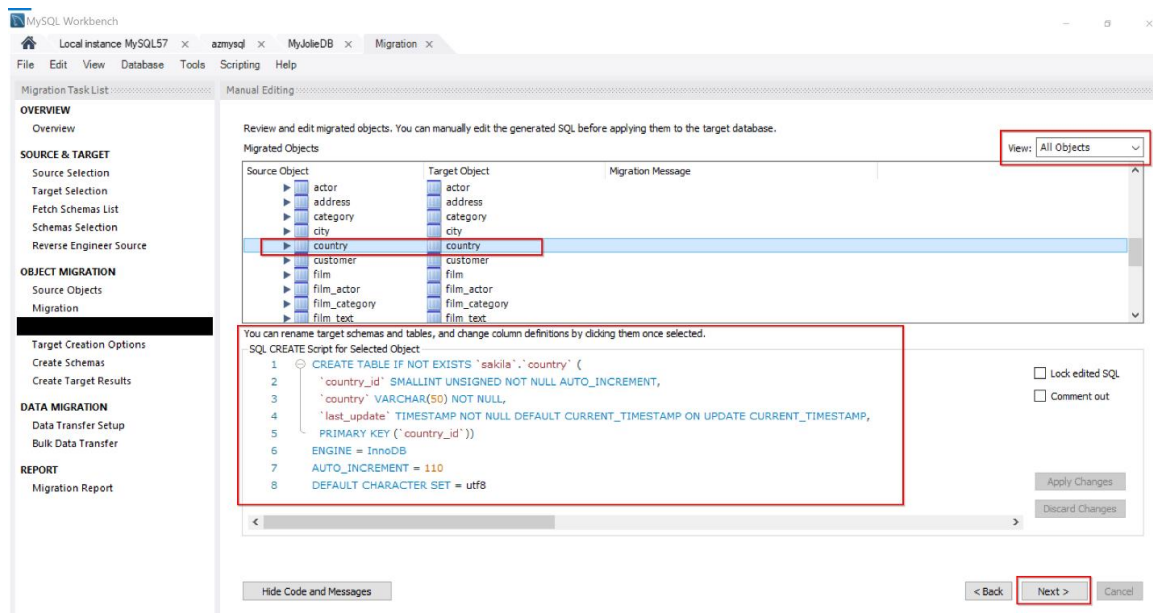 MySQL Workbench
Local instance MySQL57 × azmysql × MyJolieDB × Migration ×
File Edit View Database Tools Scripting Help
Migration Task List
OVERVIEW
Overview
SOURCE & TARGET
Source Selection
Target Selection
Fetch Schemas List
Schemas Selection
Reverse Engineer Source
OBJECT MIGRATION
Source Objects
Migration
Target Creation Options
Create Schemas
Create Target Results
DATA MIGRATION
Data Transfer Setup
Bulk Data Transfer
REPORT
Migration Report
Manual Editing
Review and edit migrated objects. You can manually edit the generated SQL before applying them to the target database.
Migrated Objects
View: All Objects
Source Object Target Object Migration Message
actor actor
address address
category category
city city
country country
customer customer
film film
film_actor film_actor
film_category film_category
film_text film_text
You can rename target schemas and tables, and change column definitions by clicking them once selected.
SQL CREATE Script for Selected Object
1 CREATE TABLE IF NOT EXISTS `sakila`.`country` (
2 `country_id` SMALLINT UNSIGNED NOT NULL AUTO_INCREMENT,
3 `country` VARCHAR(50) NOT NULL,
4 `last_update` TIMESTAMP NOT NULL DEFAULT CURRENT_TIMESTAMP ON UPDATE CURRENT_TIMESTAMP,
5 PRIMARY KEY (`country_id`))
6 ENGINE = InnoDB
7 AUTO_INCREMENT = 110
8 DEFAULT CHARACTER SET = utf8
Lock edited SQL
Comment out
Apply Changes
Discard Changes
Hide Code and Messages
< Back Next > Cancel